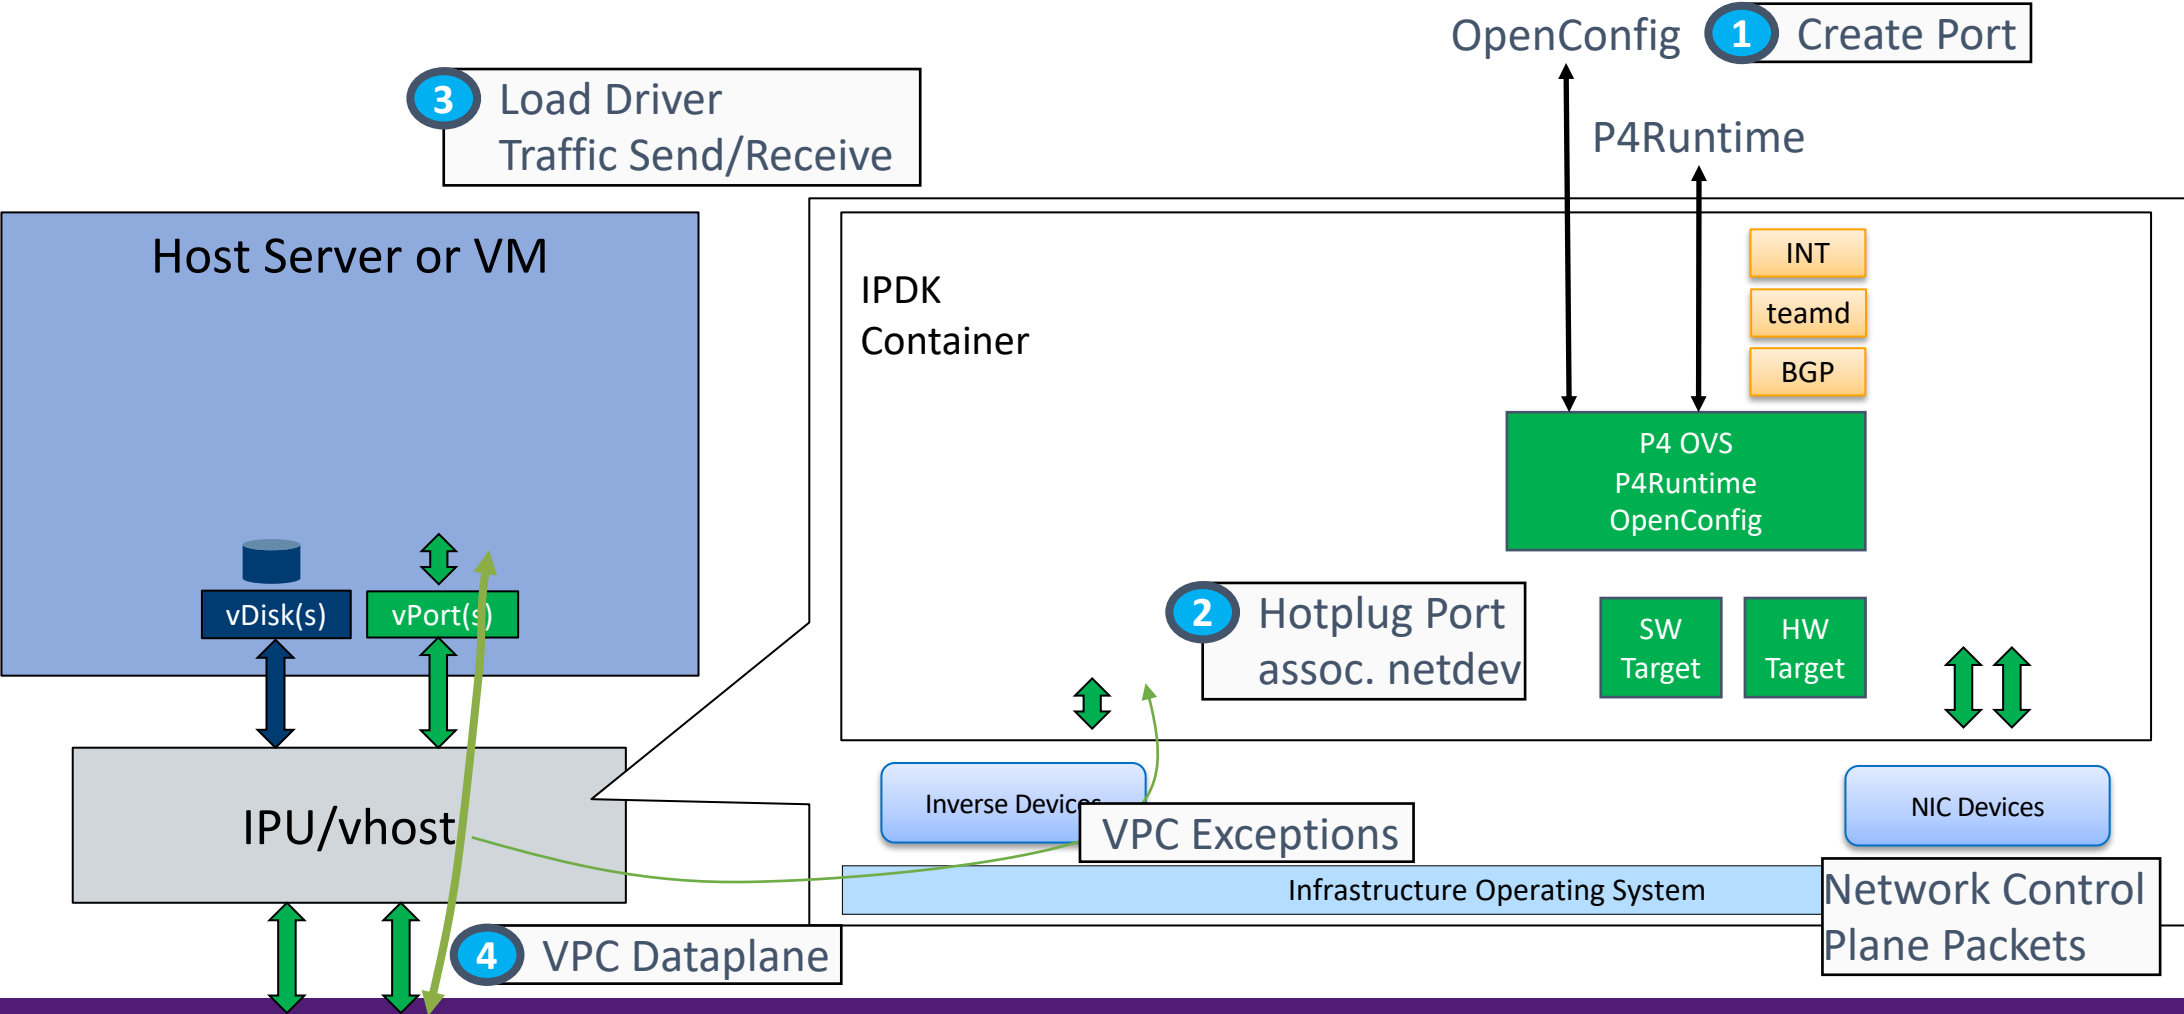 OpenConfig
1 Create Port
3 Load Driver
Traffic Send/Receive
P4Runtime
Host Server or VM
IPDK
Container
INT
teamd
BGP
P4 OVS
P4Runtime
OpenConfig
vDisk(s)
vPort(s)
2 Hotplug Port
assoc. netdev
SW
Target
HW
Target
IPU/vhost
Inverse Devices
VPC Exceptions
NIC Devices
Infrastructure Operating System
Network Control
Plane Packets
4 VPC Dataplane